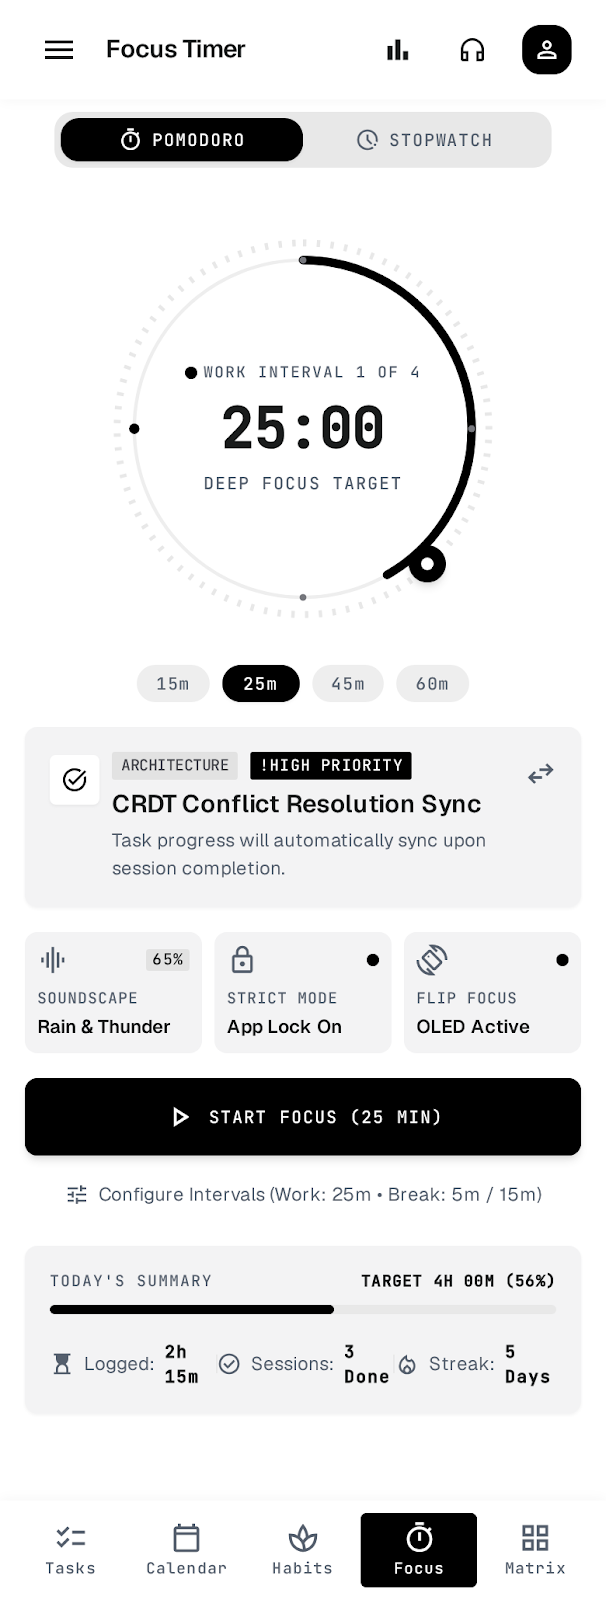 Focus Timer
POMODORO
STOPWATCH
WORK INTERVAL 1 OF 4
25:00
DEEP FOCUS TARGET
15m
25m
45m
60m
ARCHITECTURE
!HIGH PRIORITY
CRDT Conflict Resolution Sync
Task progress will automatically sync upon
session completion.
65%
SOUNDSCAPE
Rain & Thunder
STRICT MODE
App Lock On
FLIP FOCUS
OLED Active
START FOCUS (25 MIN)
Configure Intervals (Work: 25m • Break: 5m / 15m)
TODAY'S SUMMARY
TARGET 4H 00M (56%)
Logged:
2h
15m
Sessions:
3
Done
Streak:
5
Days
Tasks
Calendar
Habits
Focus
Matrix